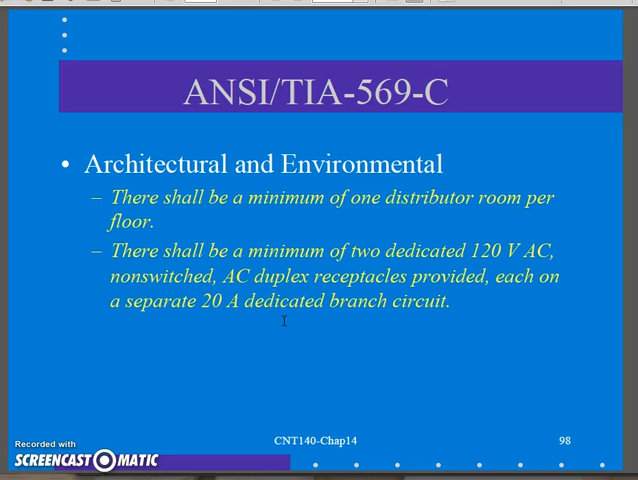 ANSI/TIA-569-C
• Architectural and Environmental
– There shall be a minimum of one distributor room per
floor.
– There shall be a minimum of two dedicated 120 V AC,
nonswitched, AC duplex receptacles provided, each on
a separate 20 A dedicated branch circuit.
CNT140-Chap14
98
Recorded with
SCREENCAST-O-MATIC